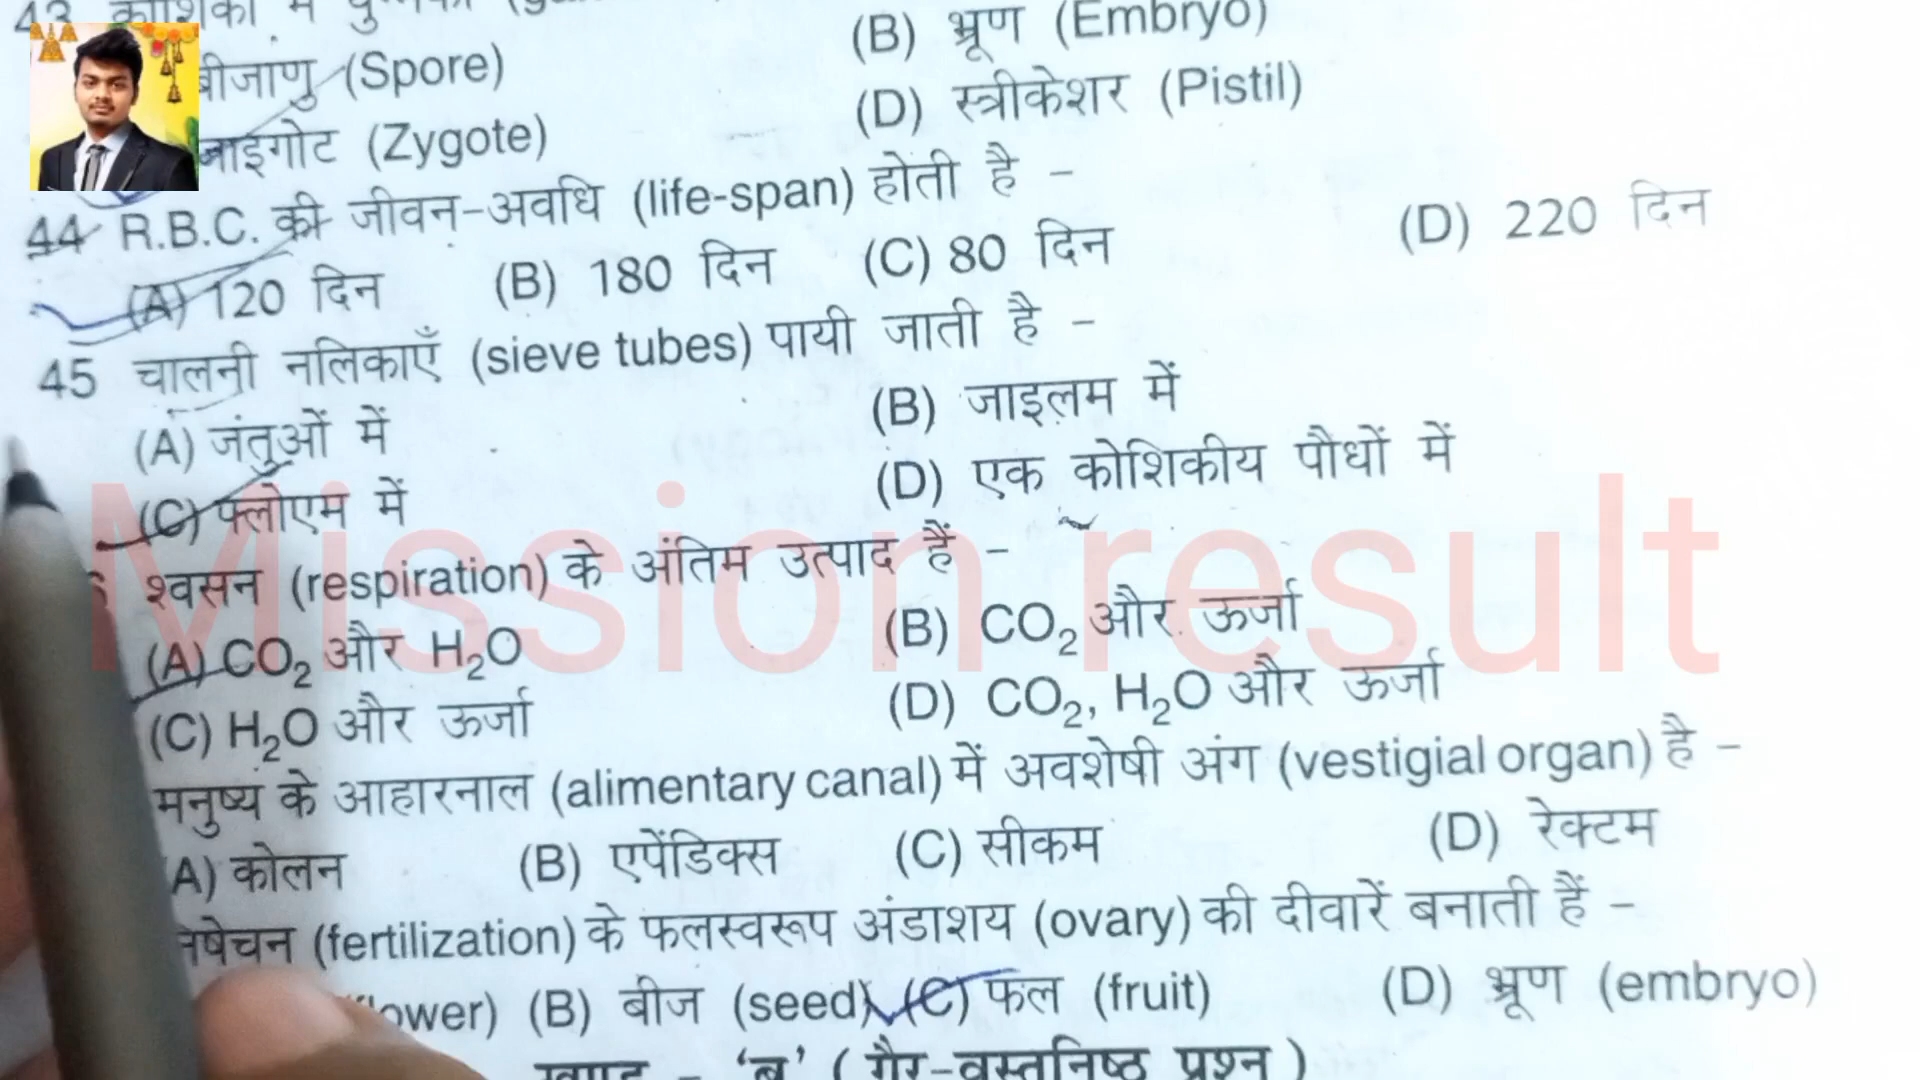 (B) भ्रूण (Embryo)
बीजाणु (Spore)
(D) स्त्रीकेशर (Pistil)
जाइगोट (Zygote)
44 R.B.C. की जीवन-अवधि (life-span) होती है -
(A) 120 दिन (B) 180 दिन (C) 80 दिन (D) 220 दिन
45 चालनी नलिकाएँ (sieve tubes) पायी जाती है -
(A) जंतुओं में (B) जाइलम में
(C) फ्लोएम में (D) एक कोशिकीय पौधों में
Mission result
श्वसन (respiration) के अंतिम उत्पाद हैं -
(A) CO₂ और H₂O (B) CO₂ और ऊर्जा
(C) H₂O और ऊर्जा (D) CO₂, H₂O और ऊर्जा
मनुष्य के आहारनाल (alimentary canal) में अवशेषी अंग (vestigial organ) है -
A) कोलन (B) एपेंडिक्स (C) सीकम (D) रेक्टम
(fertilization) के फलस्वरूप अंडाशय (ovary) की दीवारें बनाती हैं -
(B) बीज (seed) (C) फल (fruit) (D) भ्रूण (embryo)
- 'ब' ( गैर-वस्तुनिष्ठ प्रश्न )